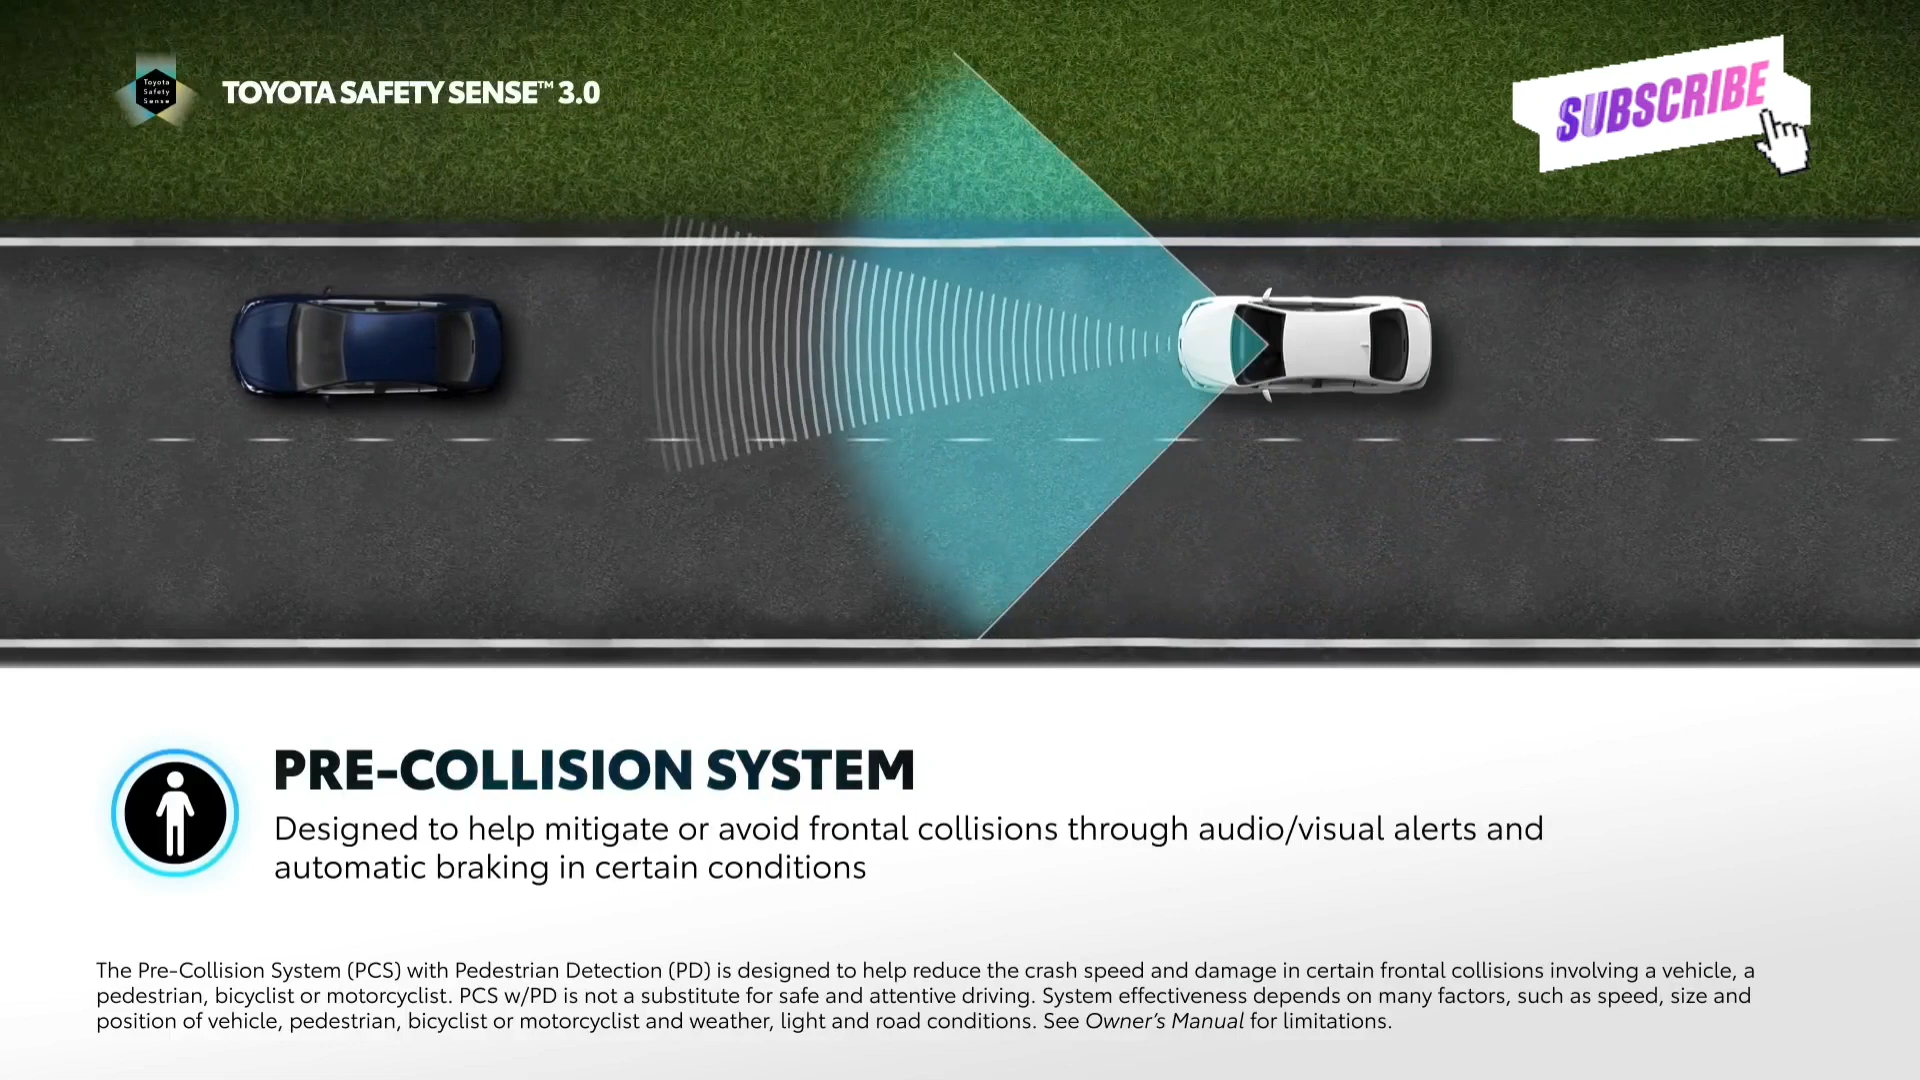 Toyota
Safety
Sense
TOYOTA SAFETY SENSE™ 3.0
SUBSCRIBE
PRE-COLLISION SYSTEM
Designed to help mitigate or avoid frontal collisions through audio/visual alerts and
automatic braking in certain conditions
The Pre-Collision System (PCS) with Pedestrian Detection (PD) is designed to help reduce the crash speed and damage in certain frontal collisions involving a vehicle, a
pedestrian, bicyclist or motorcyclist. PCS w/PD is not a substitute for safe and attentive driving. System effectiveness depends on many factors, such as speed, size and
position of vehicle, pedestrian, bicyclist or motorcyclist and weather, light and road conditions. See Owner's Manual for limitations.